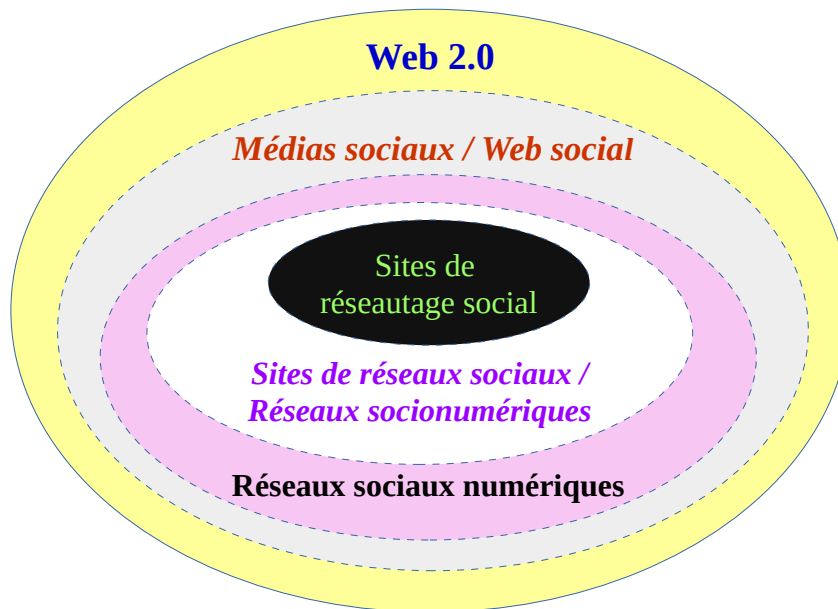 Web 2.0
Médias sociaux / Web social
Sites de
réseautage social
Sites de réseaux sociaux /
Réseaux socionumériques
Réseaux sociaux numériques